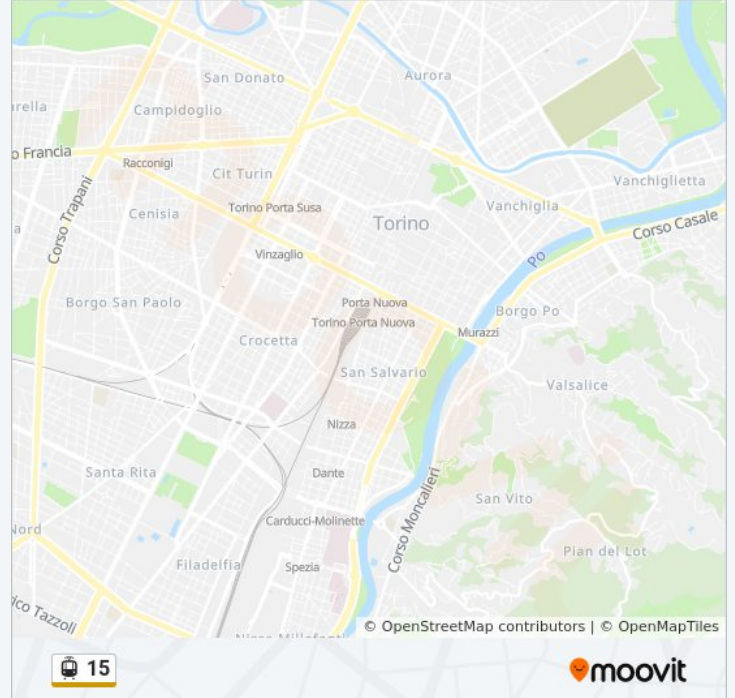 San Donato
Aurora
Campidoglio
o Francia
Racconigi
Cit Turin
Vanchiglietta
Cenisia
Torino Porta Susa
Vanchiglia
Corso Trapani
Torino
Corso Casale
Vinzaglio
Po
Borgo San Paolo
Porta Nuova
Borgo Po
Torino Porta Nuova
Murazzi
Crocetta
San Salvario
Valsalice
Nizza
Santa Rita
Dante
San Vito
Carducci-Molinette
Corso Moncalieri
Nord
Pian del Lot
Filadelfia
Spezia
ico Tazzoli
© OpenStreetMap contributors | © OpenMapTiles
15
moovit